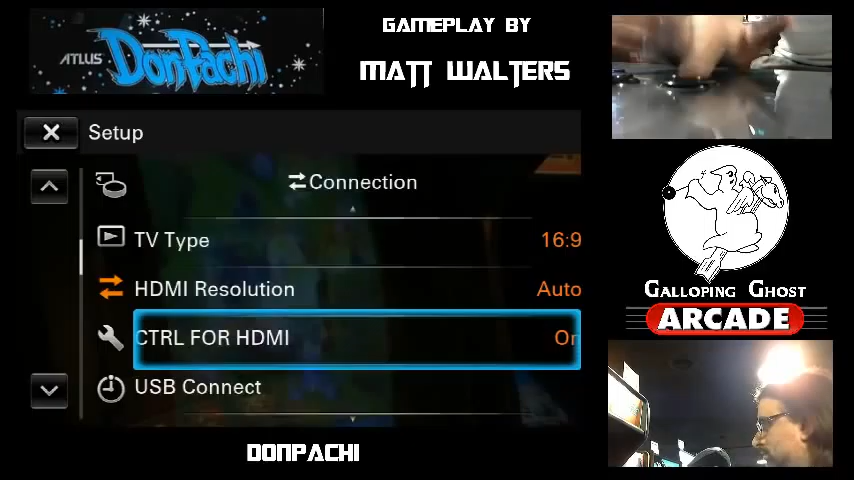 ATLUS
DonPachi
GAMEPLAY BY
MATT WALTERS
Setup
Connection
TV Type 16:9
HDMI Resolution Auto
CTRL FOR HDMI On
USB Connect
DONPACHI
GALLOPING GHOST
ARCADE